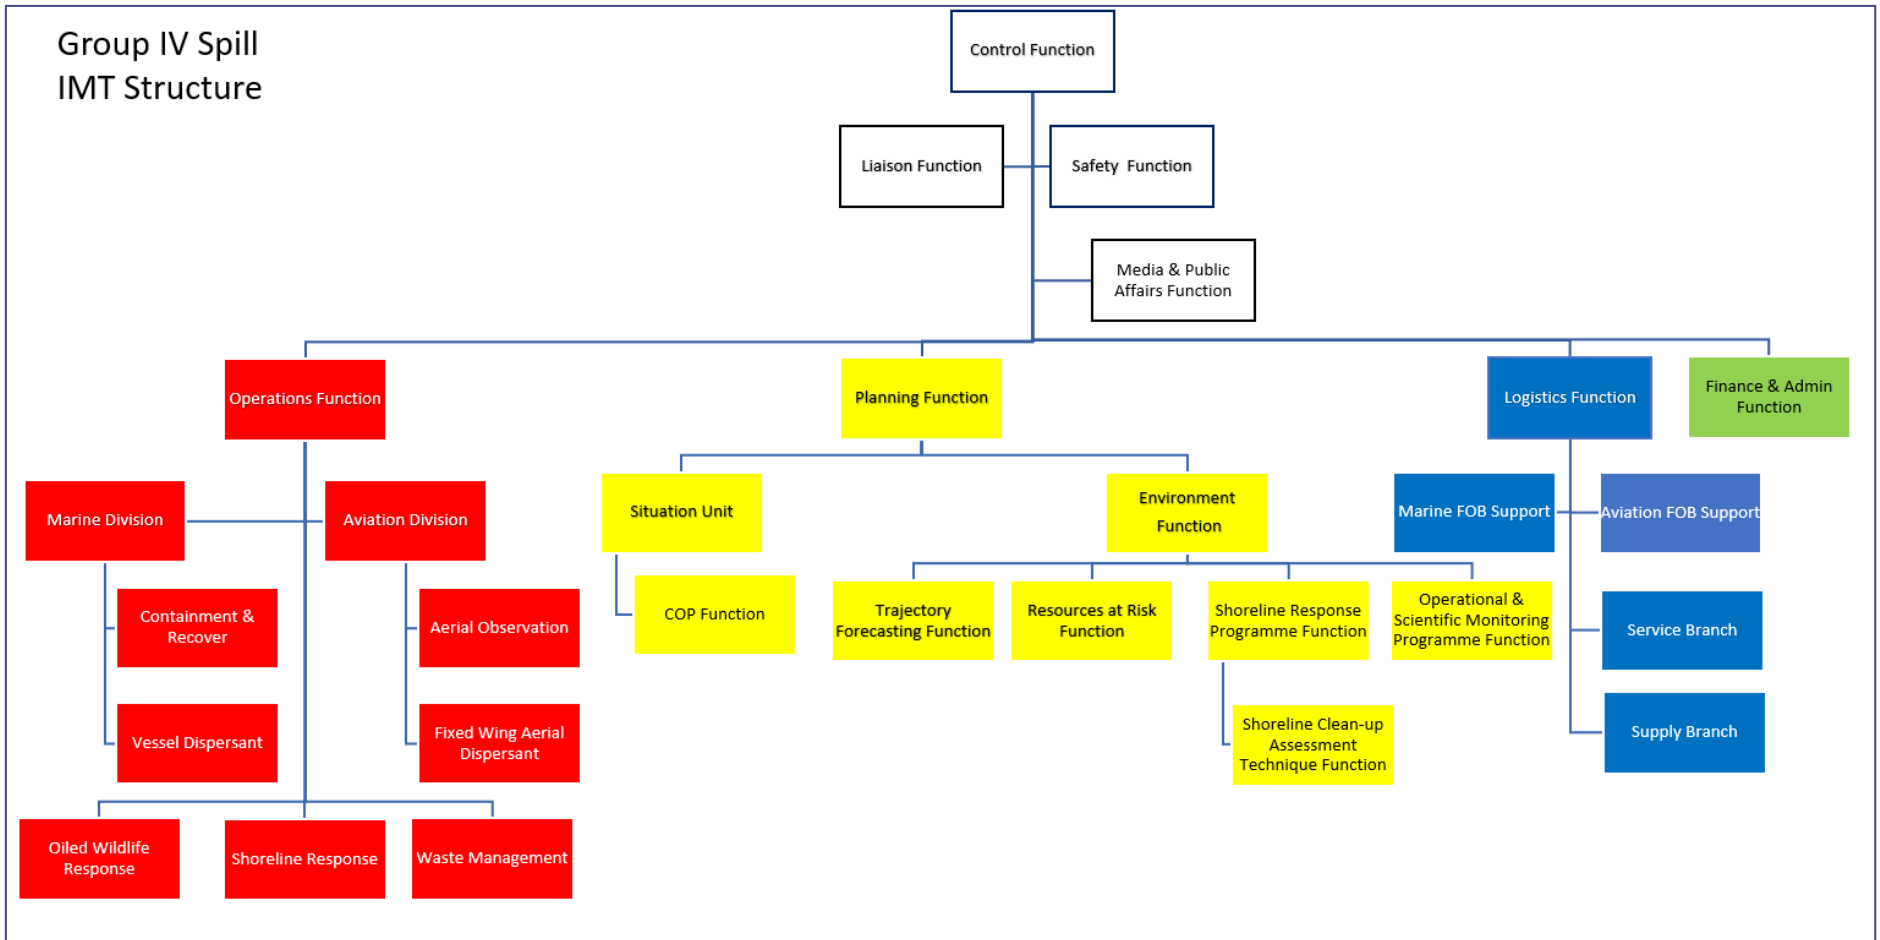 Group IV Spill
IMT Structure
Control Function
Liaison Function
Safety Function
Media & Public
Affairs Function
Operations Function
Planning Function
Logistics Function
Finance & Admin
Function
Marine Division
Aviation Division
Situation Unit
Environment
Function
Marine FOB Support
Aviation FOB Support
Containment &
Recover
Aerial Observation
COP Function
Trajectory
Forecasting Function
Resources at Risk
Function
Shoreline Response
Programme Function
Operational &
Scientific Monitoring
Programme Function
Service Branch
Vessel Dispersant
Fixed Wing Aerial
Dispersant
Shoreline Clean-up
Assessment
Technique Function
Supply Branch
Oiled Wildlife
Response
Shoreline Response
Waste Management